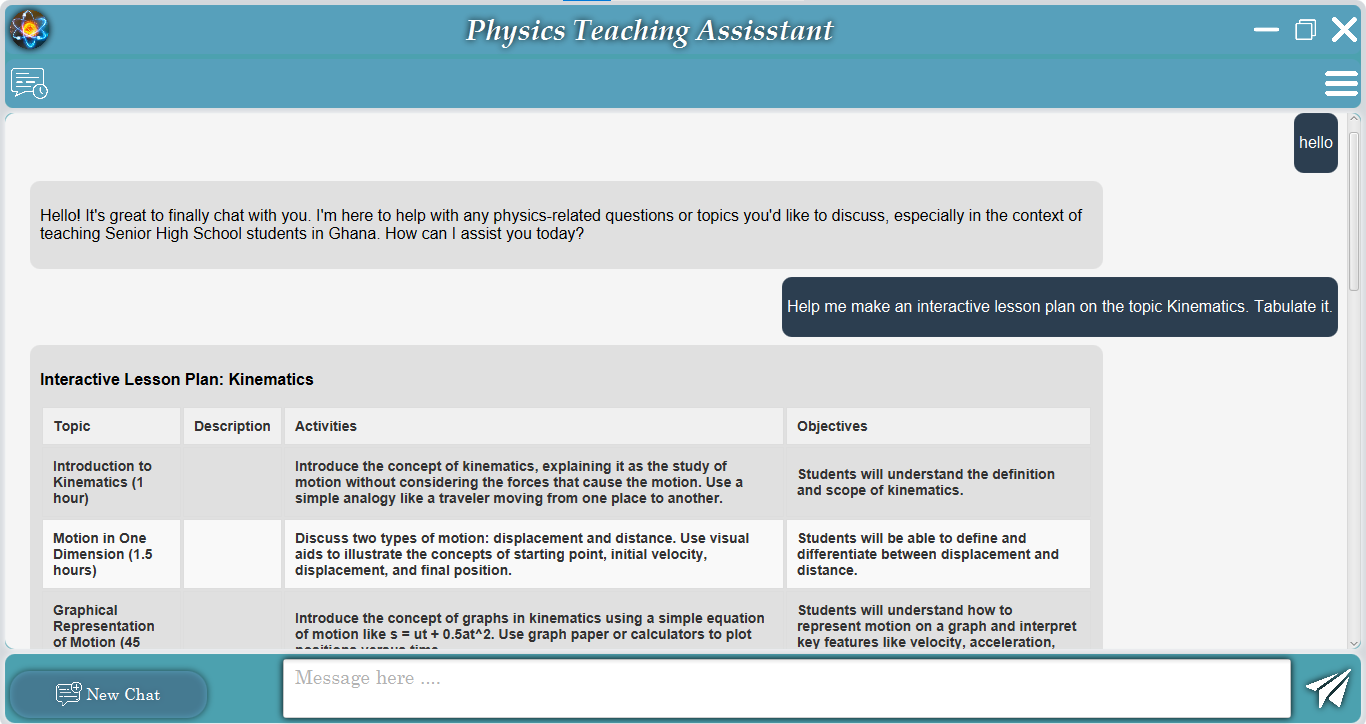 Physics Teaching Assisstant
hello
Hello! It's great to finally chat with you. I'm here to help with any physics-related questions or topics you'd like to discuss, especially in the context of
teaching Senior High School students in Ghana. How can I assist you today?
Help me make an interactive lesson plan on the topic Kinematics. Tabulate it.
Interactive Lesson Plan: Kinematics
Topic Description Activities Objectives
Introduction to
Kinematics (1
hour)
Introduce the concept of kinematics, explaining it as the study of
motion without considering the forces that cause the motion. Use a
simple analogy like a traveler moving from one place to another.
Students will understand the definition
and scope of kinematics.
Motion in One
Dimension (1.5
hours)
Discuss two types of motion: displacement and distance. Use visual
aids to illustrate the concepts of starting point, initial velocity,
displacement, and final position.
Students will be able to define and
differentiate between displacement and
distance.
Graphical
Representation
of Motion (45
Introduce the concept of graphs in kinematics using a simple equation
of motion like s = ut + 0.5at^2. Use graph paper or calculators to plot
positions versus time.
Students will understand how to
represent motion on a graph and interpret
key features like velocity, acceleration,
New Chat
Message here ....